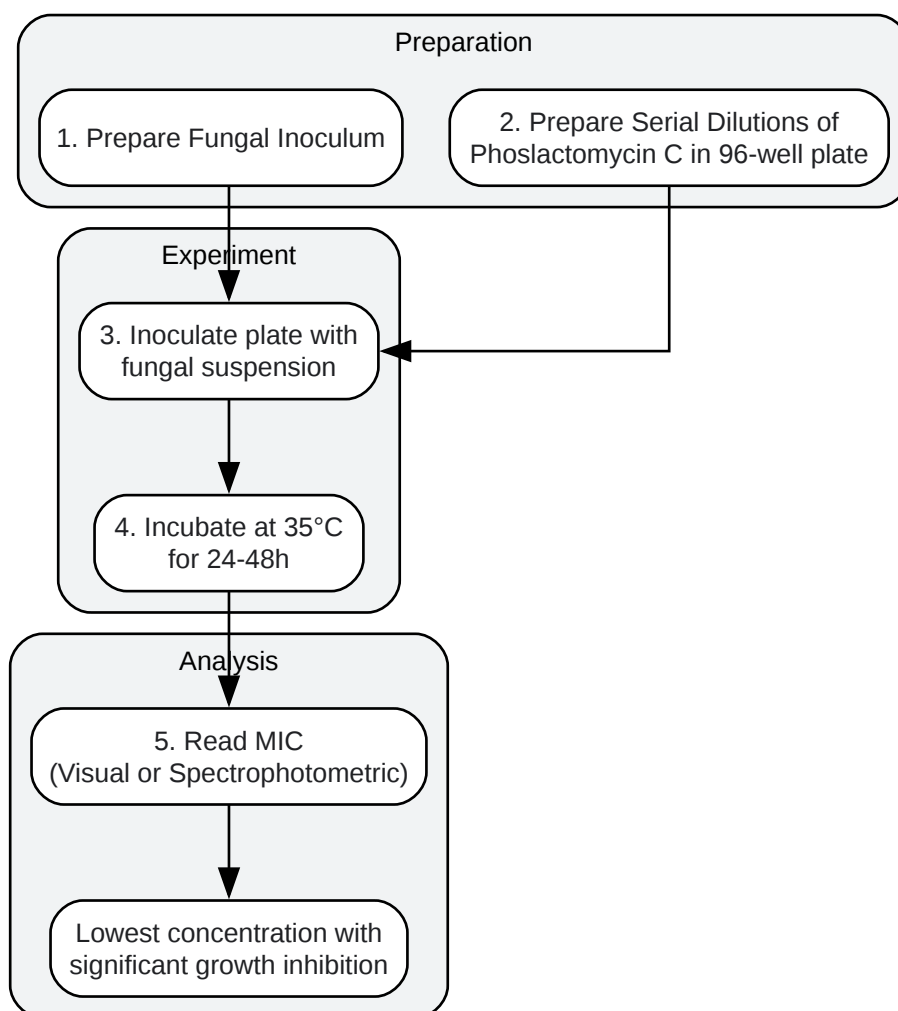 Preparation
1. Prepare Fungal Inoculum
2. Prepare Serial Dilutions of
Phoslactomycin C in 96-well plate
Experiment
3. Inoculate plate with
fungal suspension
4. Incubate at 35°C
for 24-48h
Analysis
5. Read MIC
(Visual or Spectrophotometric)
Lowest concentration with
significant growth inhibition